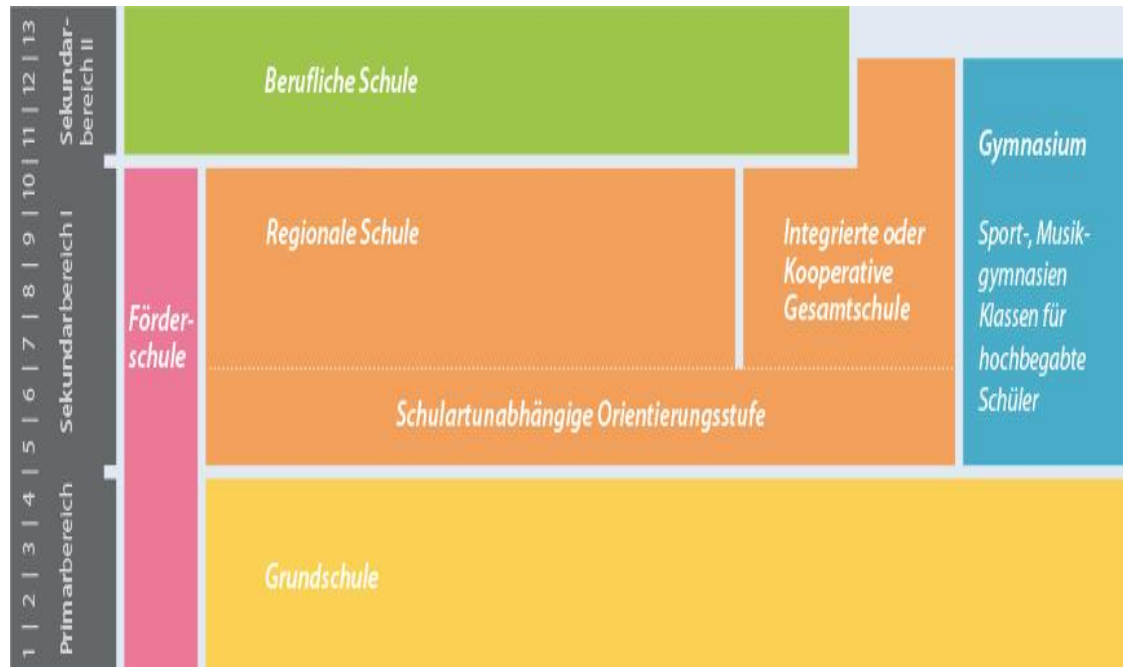 1 | 2 | 3 | 4 | 5 | 6 | 7 | 8 | 9 | 10 | 11 | 12 | 13
Primarbereich
Sekundarbereich I
Sekundar-
bereich II
Berufliche Schule
Gymnasium
Sport-, Musik-
gymnasien
Klassen für
hochbegabte
Schüler
Regionale Schule
Integrierte oder
Kooperative
Gesamtschule
Förder-
schule
Schulartunabhängige Orientierungsstufe
Grundschule